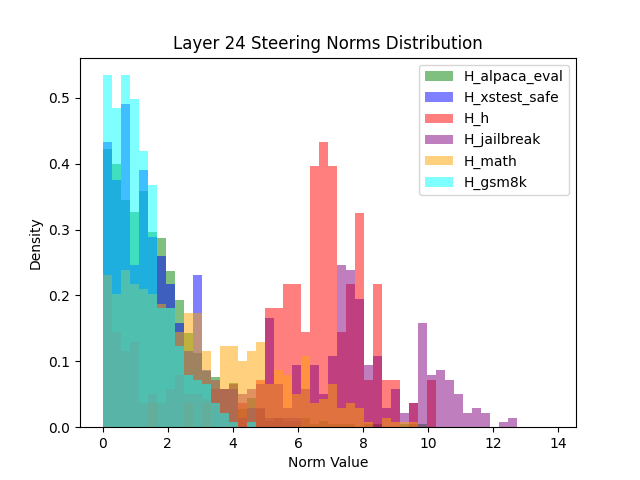 Layer 24 Steering Norms Distribution
H_alpaca_eval
H_xstest_safe
H_h
H_jailbreak
H_math
H_gsm8k
Density
0.5
0.4
0.3
0.2
0.1
0.0
0 2 4 6 8 10 12 14
Norm Value